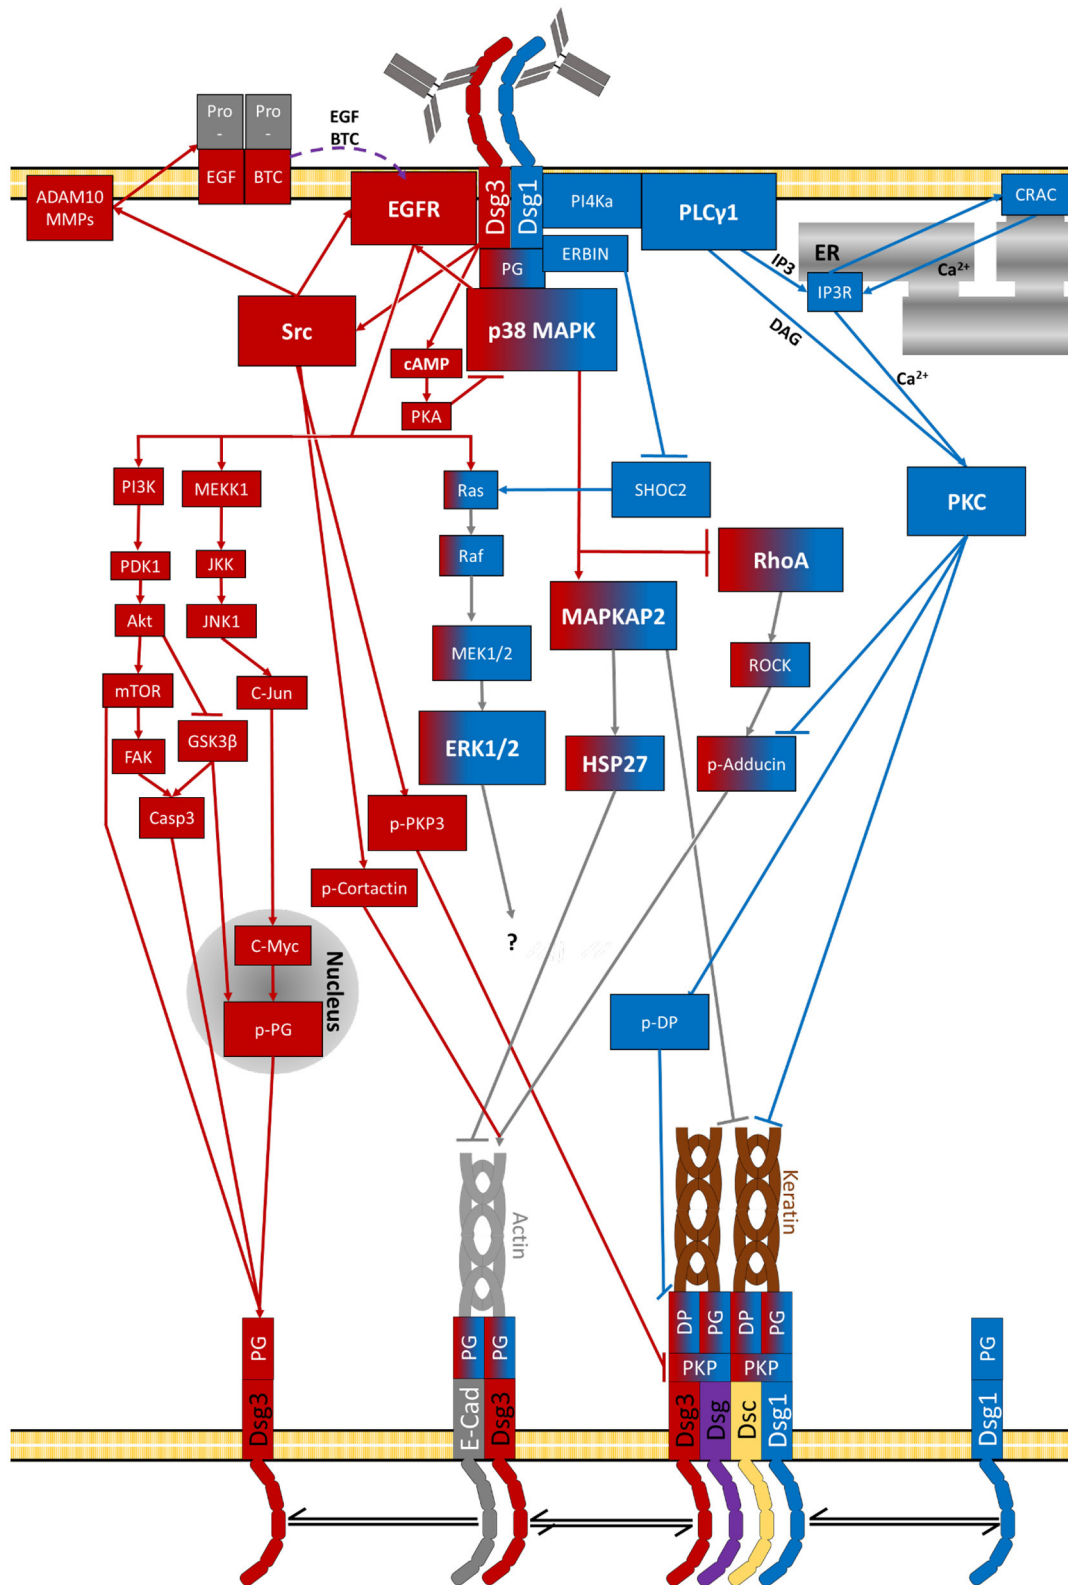 Pro
-
Pro
-
EGF
BTC
EGF
BTC
ADAM10
MMPs
EGFR
Dsg3
Dsg1
PI4Ka
PLCγ1
CRAC
ERBIN
PG
ER
IP3
IP3R
Ca²⁺
Src
p38 MAPK
DAG
cAMP
PKA
Ca²⁺
PI3K
MEKK1
Ras
SHOC2
PKC
PDK1
JKK
Raf
RhoA
Akt
JNK1
MAPKAP2
MEK1/2
ROCK
mTOR
C-Jun
GSK3β
FAK
ERK1/2
HSP27
p-Adducin
Casp3
p-PKP3
p-Cortactin
?
C-Myc
Nucleus
p-PG
p-DP
Actin
Keratin
PG
PG
PG
DP
PG
DP
PG
PG
PKP
PKP
Dsg3
E-Cad
Dsg3
Dsg3
Dsg
Dsc
Dsg1
Dsg1